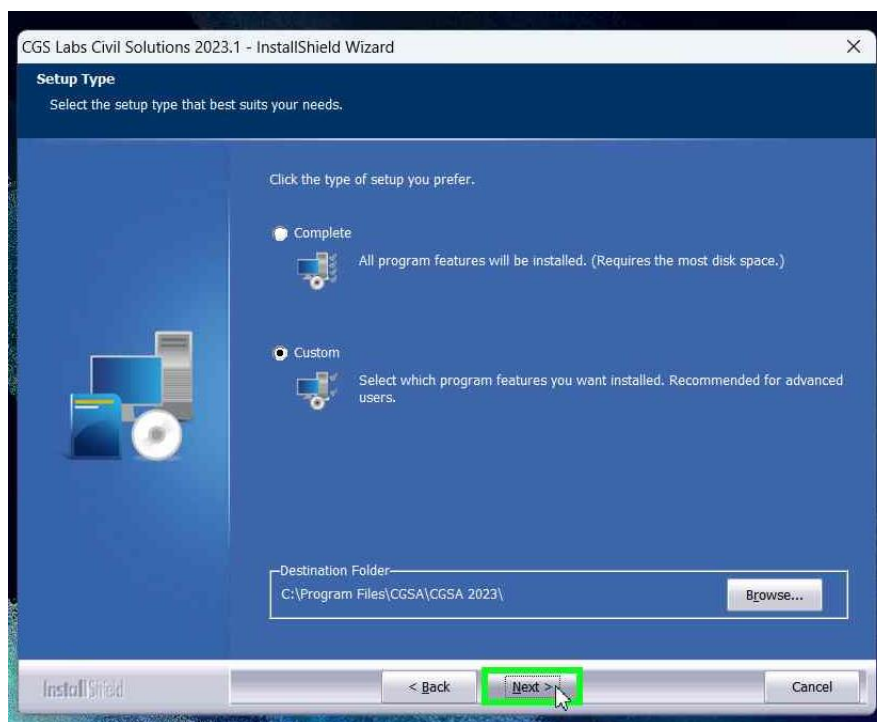 CGS Labs Civil Solutions 2023.1 - InstallShield Wizard
Setup Type
Select the setup type that best suits your needs.
Click the type of setup you prefer.
Complete
All program features will be installed. (Requires the most disk space.)
Custom
Select which program features you want installed. Recommended for advanced
users.
Destination Folder
C:\Program Files\CGSA\CGSA 2023\
Browse...
InstallShield
< Back
Next >
Cancel